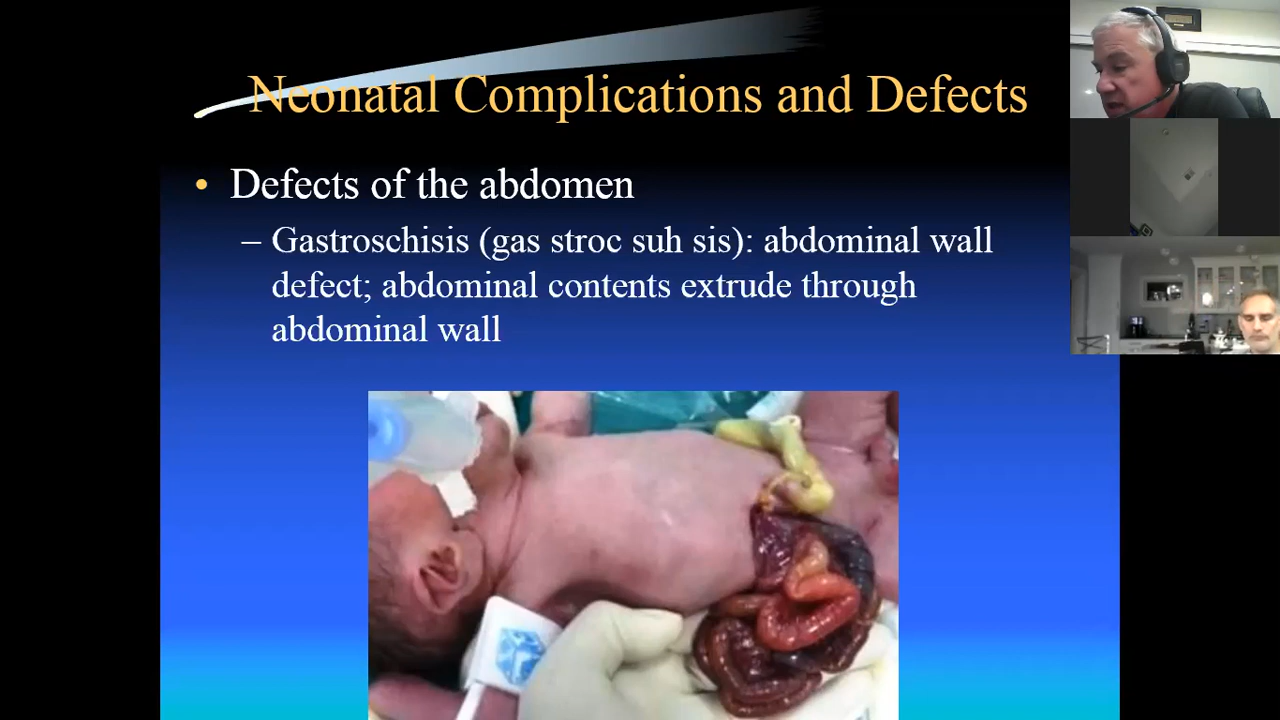 Neonatal Complications and Defects
• Defects of the abdomen
– Gastroschisis (gas stroc suh sis): abdominal wall
defect; abdominal contents extrude through
abdominal wall